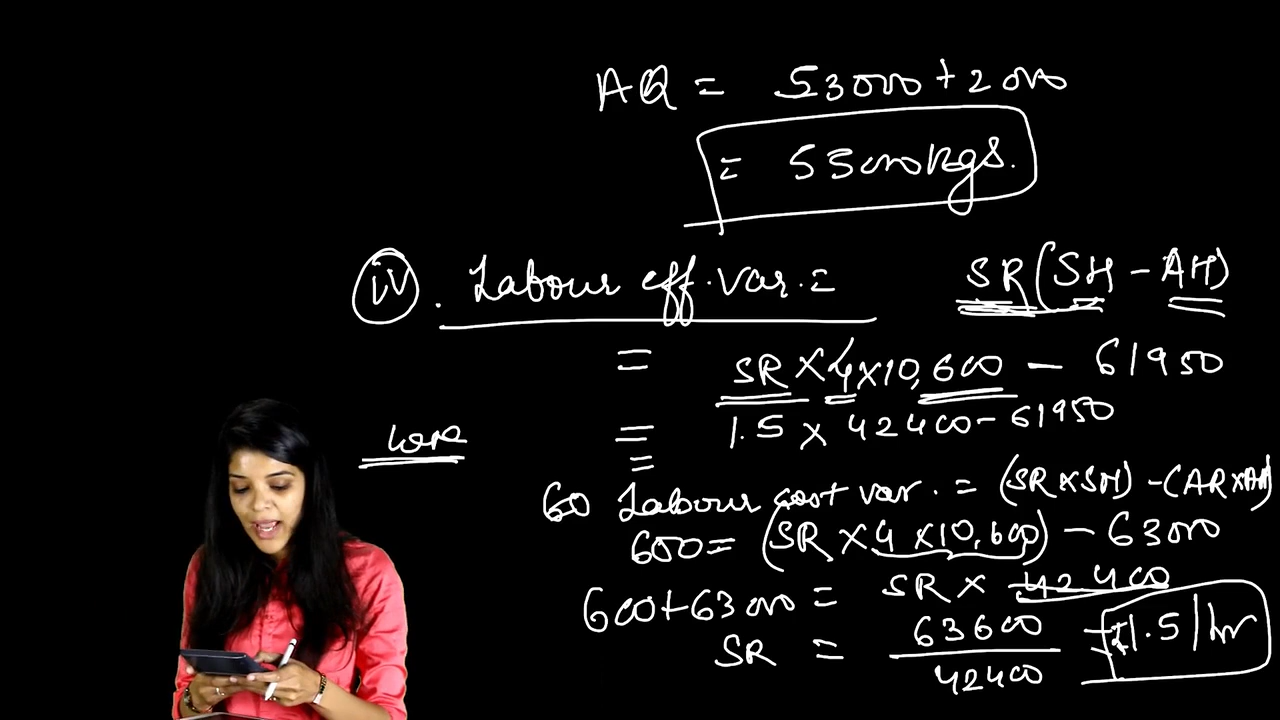 AQ = 53000 + 2000
= 55000kgs.
iv. Labour eff. var. = SR(SH - AH)
= SR × 4 × 10,600 - 61950
= 1.5 × 42400 - 61950
=
Labour cost var. = (SR × SH) - (AR × AH)
600 = (SR × 4 × 10,600) - 63000
600 + 63000 = SR × 42400
SR = 63600 / 42400 = ₹1.5/hr